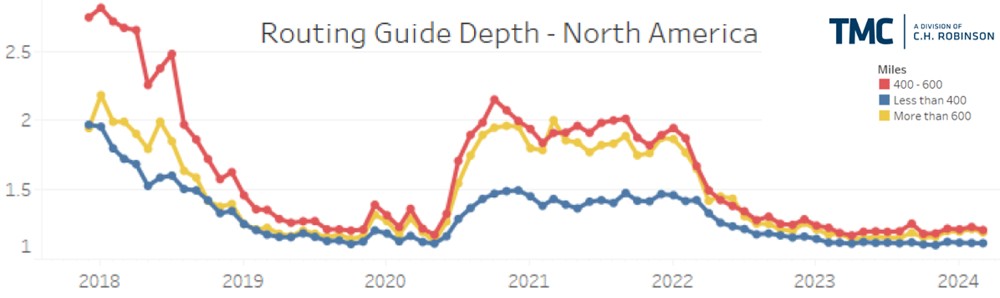 Routing Guide Depth - North America
TMC
A DIVISION OF
C.H. ROBINSON
Miles
400 - 600
Less than 400
More than 600
2.5
2
1.5
1
2018 2019 2020 2021 2022 2023 2024